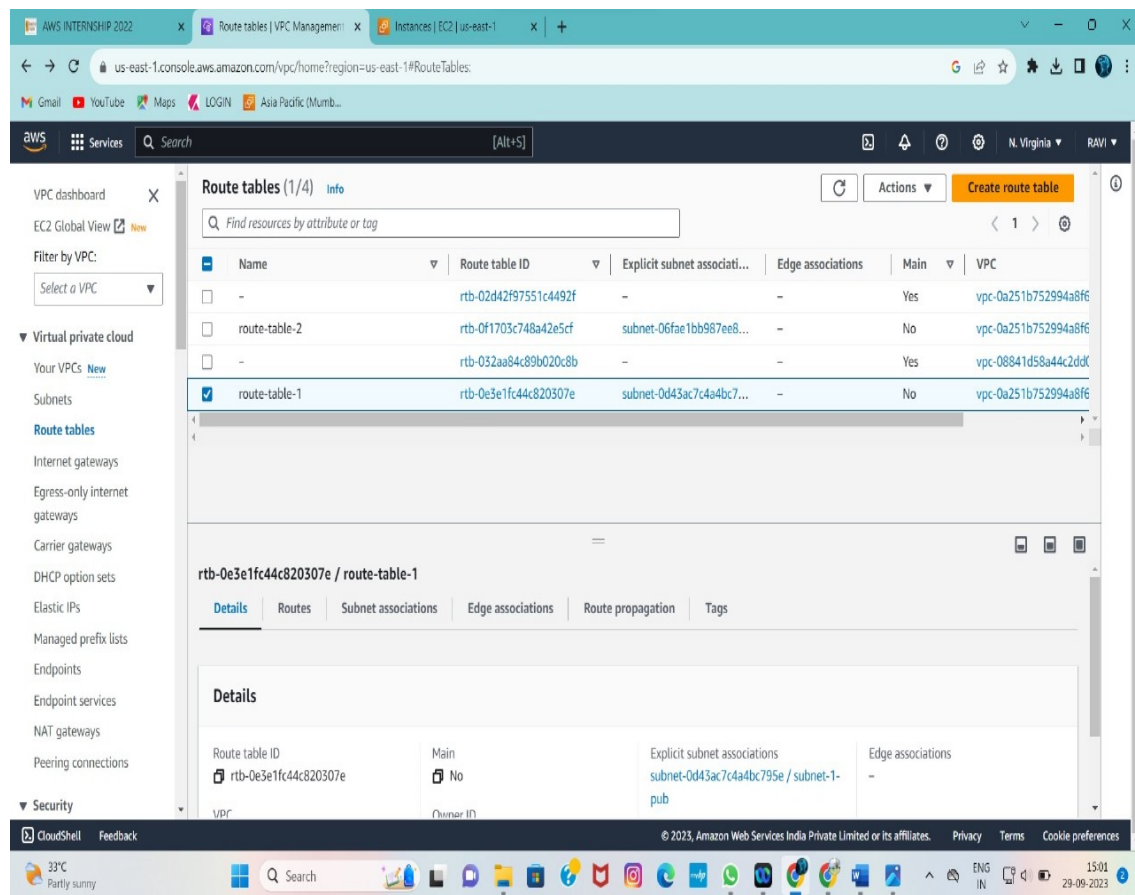 AWS INTERNSHIP 2022 x Route tables | VPC Management x Instances | EC2 | us-east-1 x +
us-east-1.console.aws.amazon.com/vpc/home?region=us-east-1#RouteTables:
Gmail YouTube Maps LOGIN Asia Pacific (Mumb...
aws Services Search [Alt+S] N. Virginia RAVI
VPC dashboard X
EC2 Global View New
Filter by VPC:
Select a VPC
Virtual private cloud
Your VPCs New
Subnets
Route tables
Internet gateways
Egress-only internet
gateways
Carrier gateways
DHCP option sets
Elastic IPs
Managed prefix lists
Endpoints
Endpoint services
NAT gateways
Peering connections
Security
Route tables (1/4) Info Actions Create route table
Find resources by attribute or tag 1
Name Route table ID Explicit subnet associati... Edge associations Main VPC
- rtb-02d42f97551c4492f - - Yes vpc-0a251b752994a8f6
route-table-2 rtb-0f1703c748a42e5cf subnet-06fae1bb987ee8... - No vpc-0a251b752994a8f6
- rtb-032aa84c89b020c8b - - Yes vpc-08841d58a44c2dd0
route-table-1 rtb-0e3e1fc44c820307e subnet-0d43ac7c4a4bc7... - No vpc-0a251b752994a8f6
rtb-0e3e1fc44c820307e / route-table-1
Details Routes Subnet associations Edge associations Route propagation Tags
Details
Route table ID Main Explicit subnet associations Edge associations
rtb-0e3e1fc44c820307e No subnet-0d43ac7c4a4bc795e / subnet-1- -
pub
VPC Owner ID
CloudShell Feedback © 2023, Amazon Web Services India Private Limited or its affiliates. Privacy Terms Cookie preferences
33°C
Partly sunny
Search
ENG
IN
15:01
29-09-2023
2